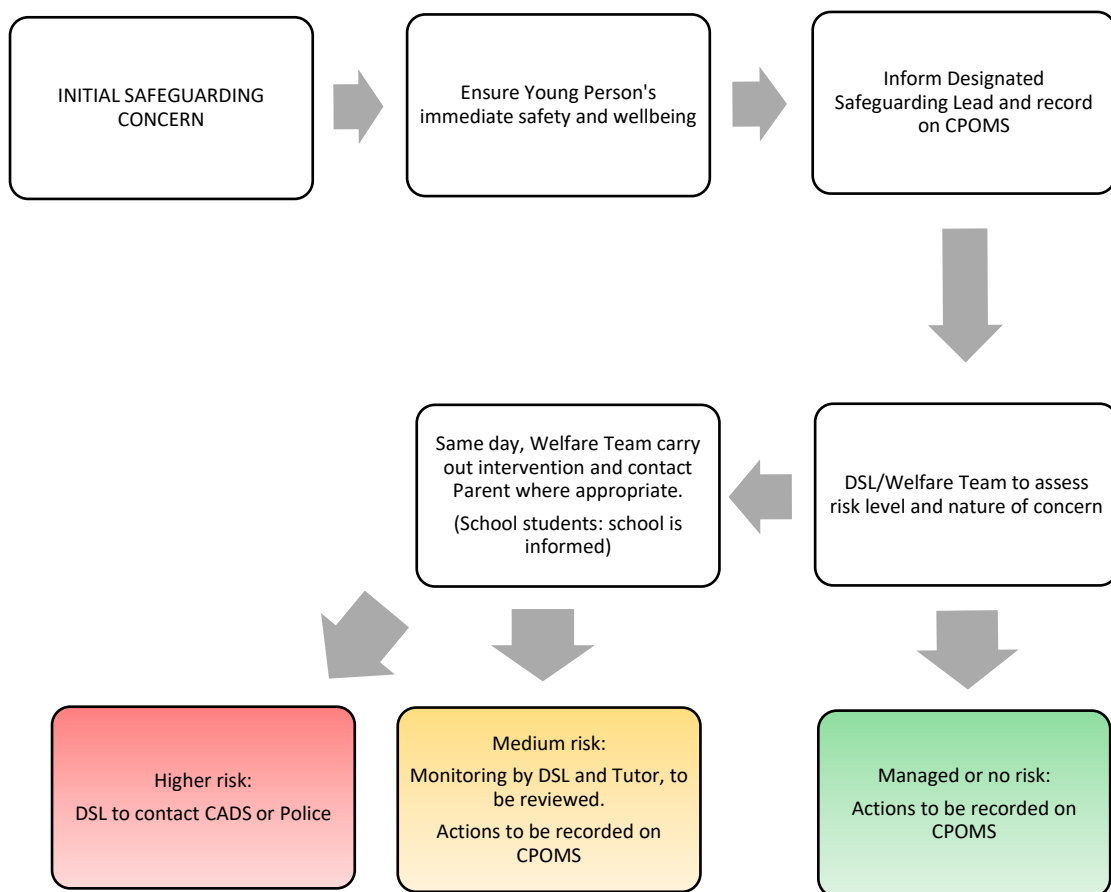 INITIAL SAFEGUARDING
CONCERN
Ensure Young Person's
immediate safety and wellbeing
Inform Designated
Safeguarding Lead and record
on CPOMS
DSL/Welfare Team to assess
risk level and nature of concern
Same day, Welfare Team carry
out intervention and contact
Parent where appropriate.
(School students: school is
informed)
Higher risk:
DSL to contact CADS or Police
Medium risk:
Monitoring by DSL and Tutor, to
be reviewed.
Actions to be recorded on
CPOMS
Managed or no risk:
Actions to be recorded on
CPOMS